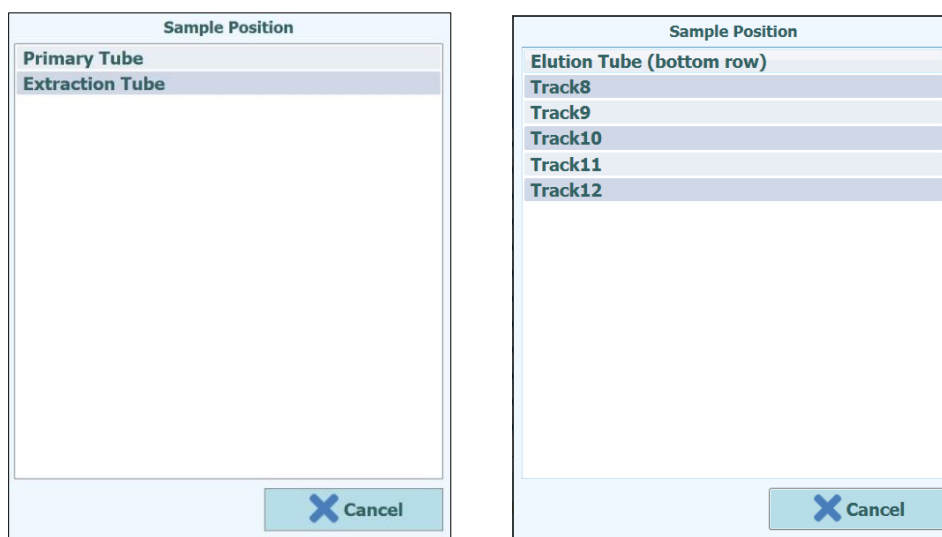 Sample Position
Primary Tube
Extraction Tube
Cancel
Sample Position
Elution Tube (bottom row)
Track8
Track9
Track10
Track11
Track12
Cancel